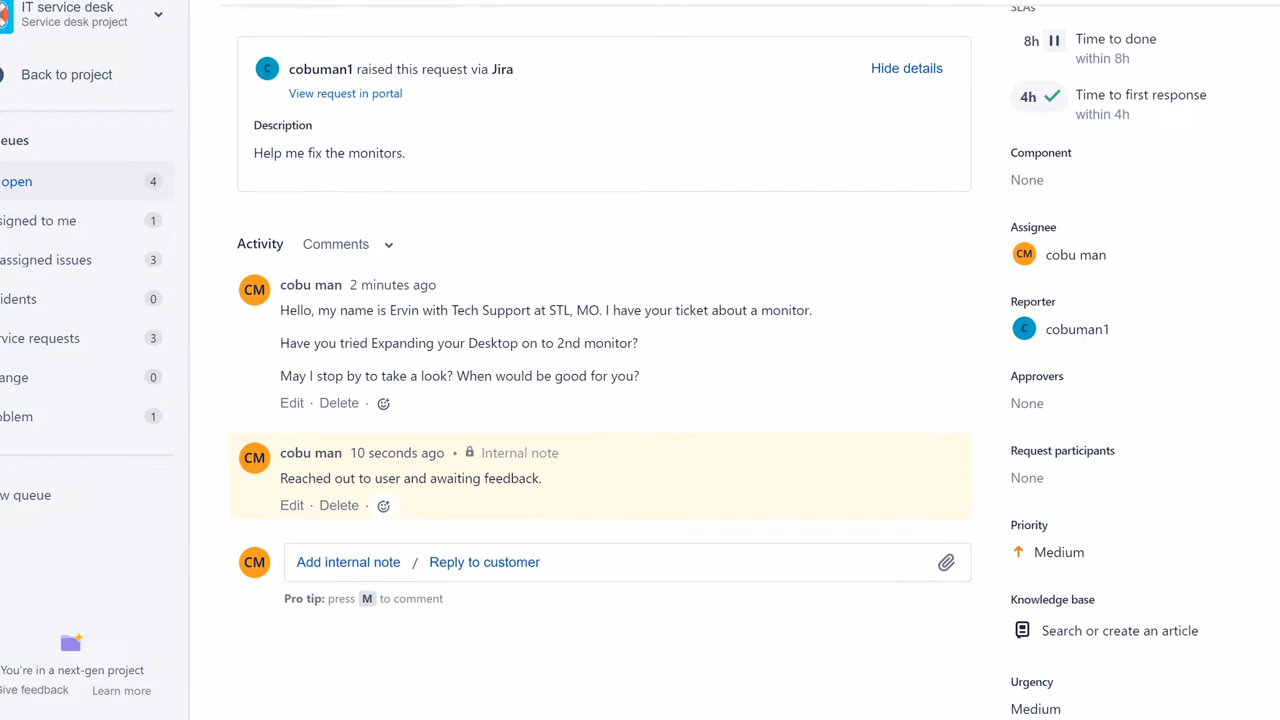 IT service desk
Service desk project
Back to project
eues
open
4
signed to me
1
assigned issues
3
idents
0
rvice requests
3
ange
0
oblem
1
w queue
You're in a next-gen project
Give feedback
Learn more
C
cobuman1 raised this request via Jira
Hide details
View request in portal
Description
Help me fix the monitors.
Activity
Comments
CM
cobu man 2 minutes ago
Hello, my name is Ervin with Tech Support at STL, MO. I have your ticket about a monitor.
Have you tried Expanding your Desktop on to 2nd monitor?
May I stop by to take a look? When would be good for you?
Edit · Delete ·
CM
cobu man 10 seconds ago • Internal note
Reached out to user and awaiting feedback.
Edit · Delete ·
CM
Add internal note / Reply to customer
Pro tip: press M to comment
SLAs
8h
Time to done
within 8h
4h
Time to first response
within 4h
Component
None
Assignee
CM
cobu man
Reporter
C
cobuman1
Approvers
None
Request participants
None
Priority
Medium
Knowledge base
Search or create an article
Urgency
Medium